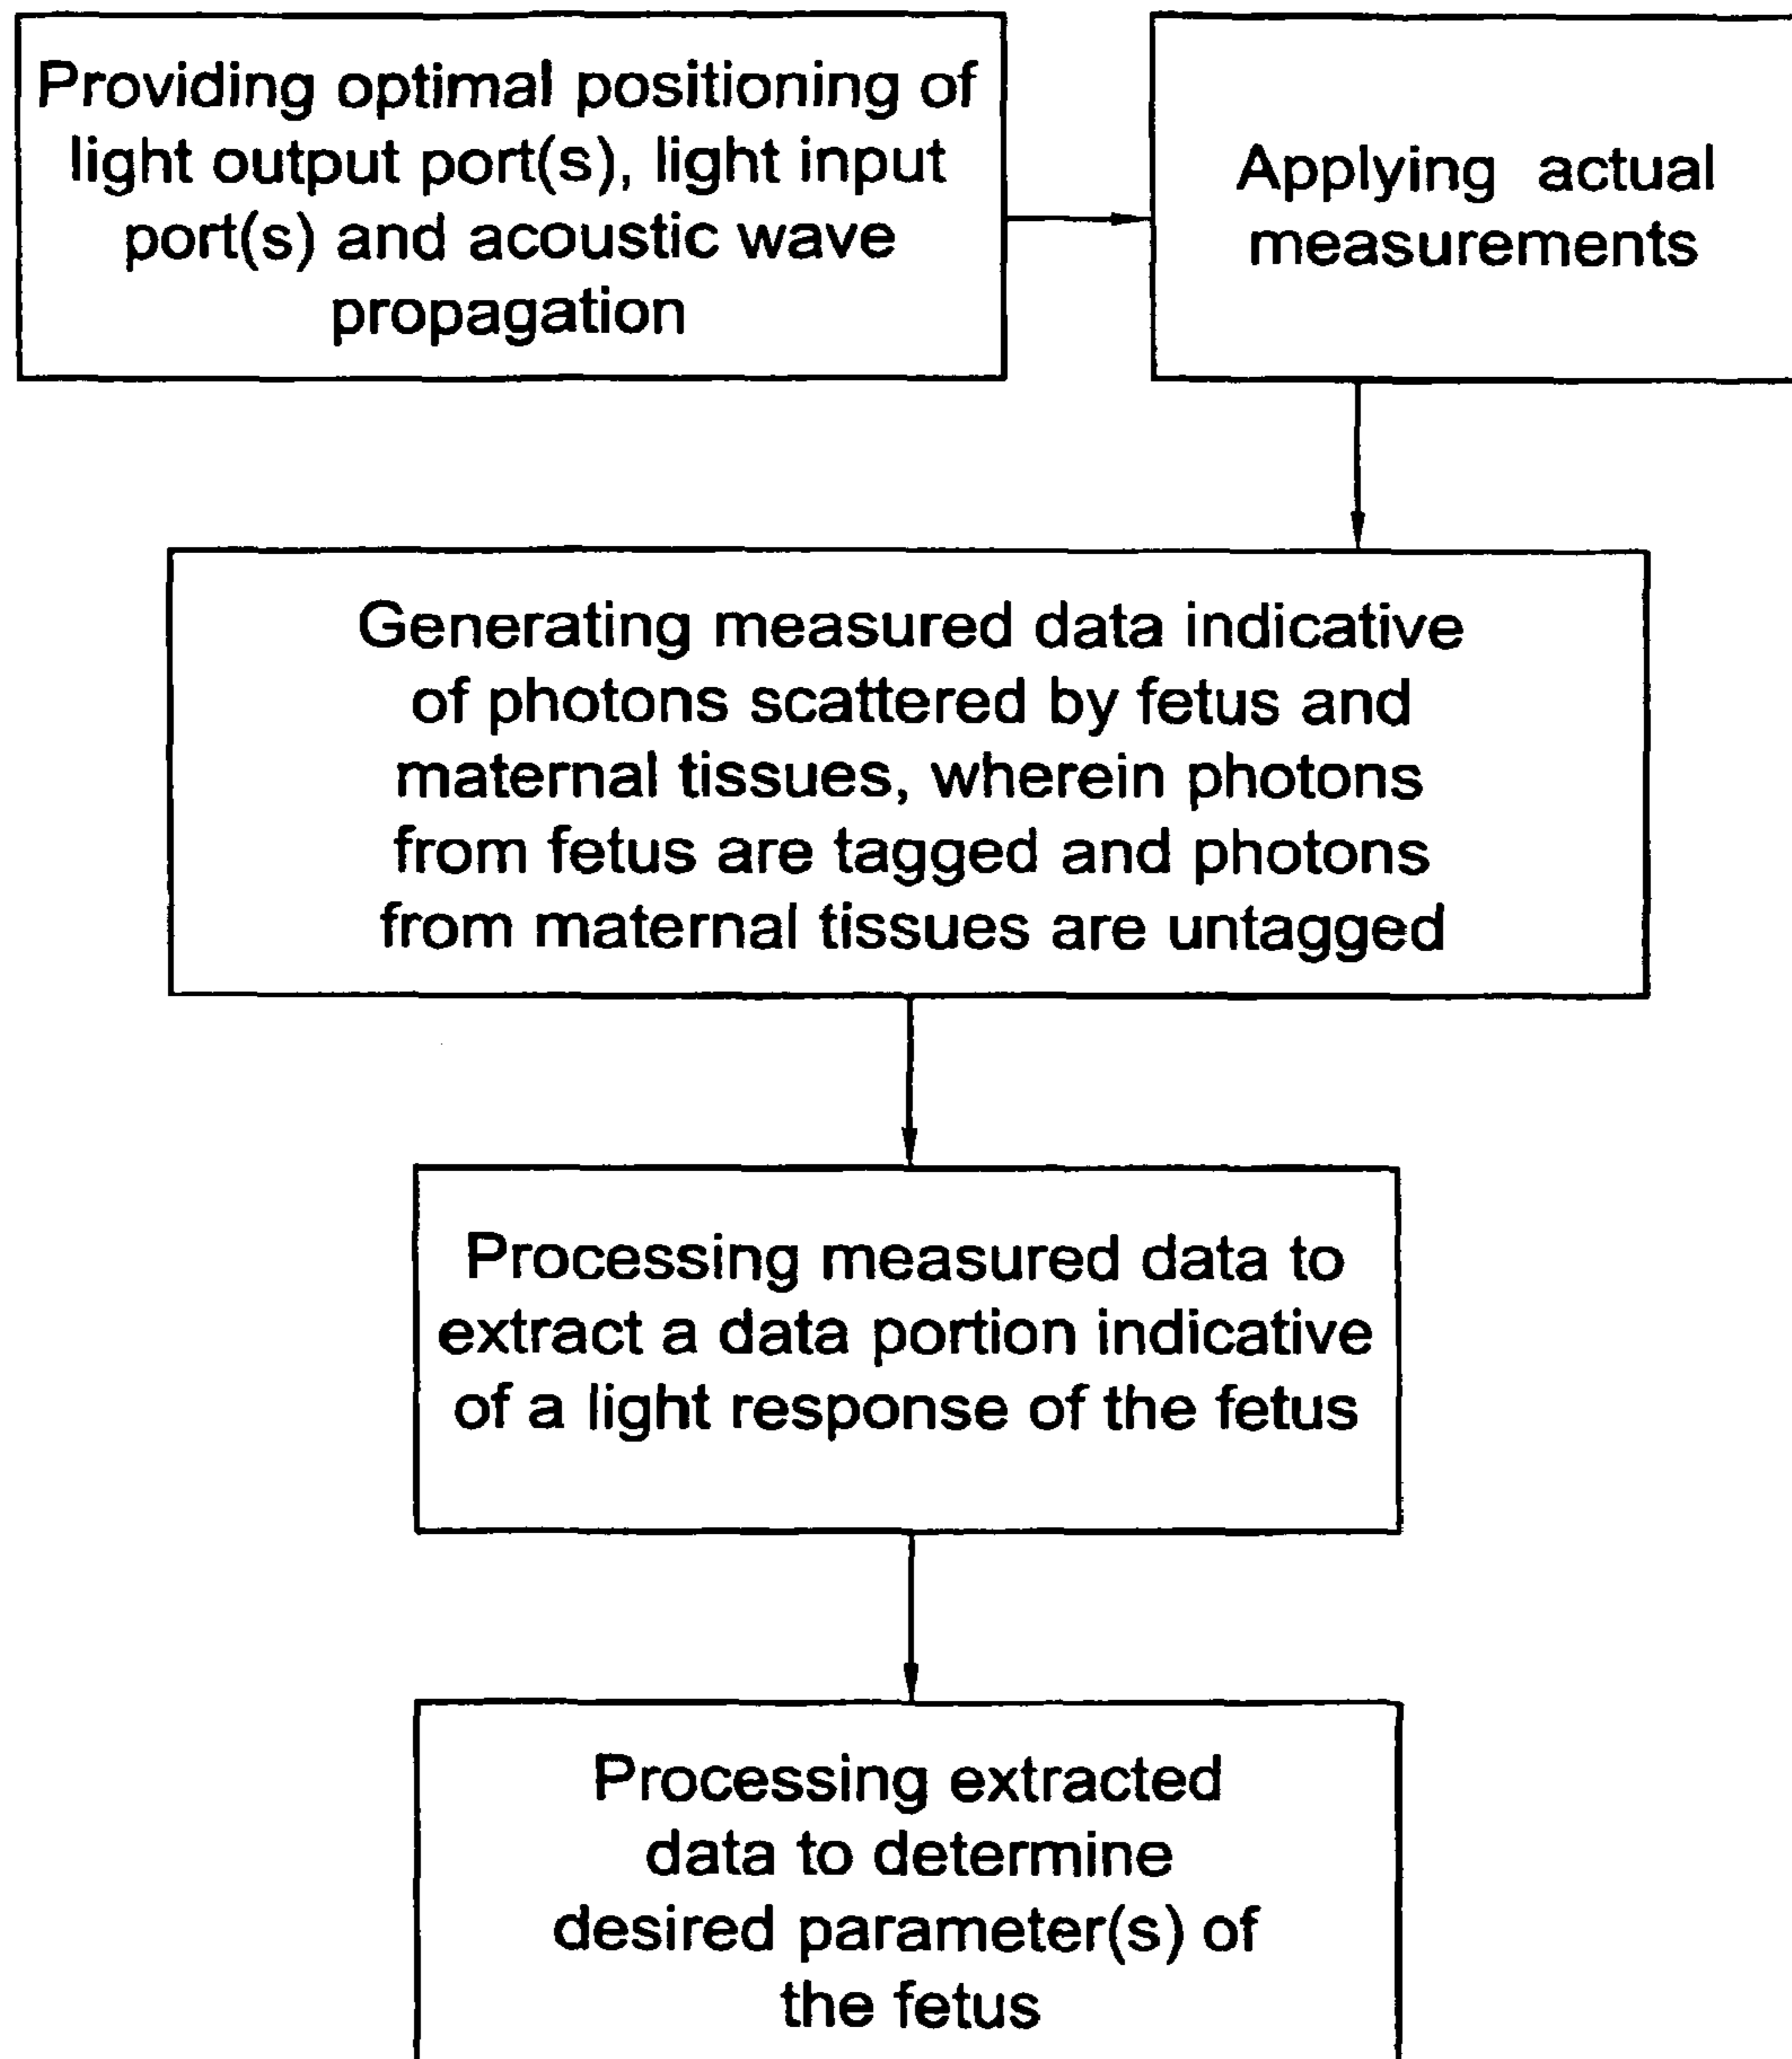 Providing optimal positioning of
light output port(s), light input
port(s) and acoustic wave
propagation
Applying actual
measurements
Generating measured data indicative
of photons scattered by fetus and
maternal tissues, wherein photons
from fetus are tagged and photons
from maternal tissues are untagged
Processing measured data to
extract a data portion indicative
of a light response of the fetus
Processing extracted
data to determine
desired parameter(s) of
the fetus